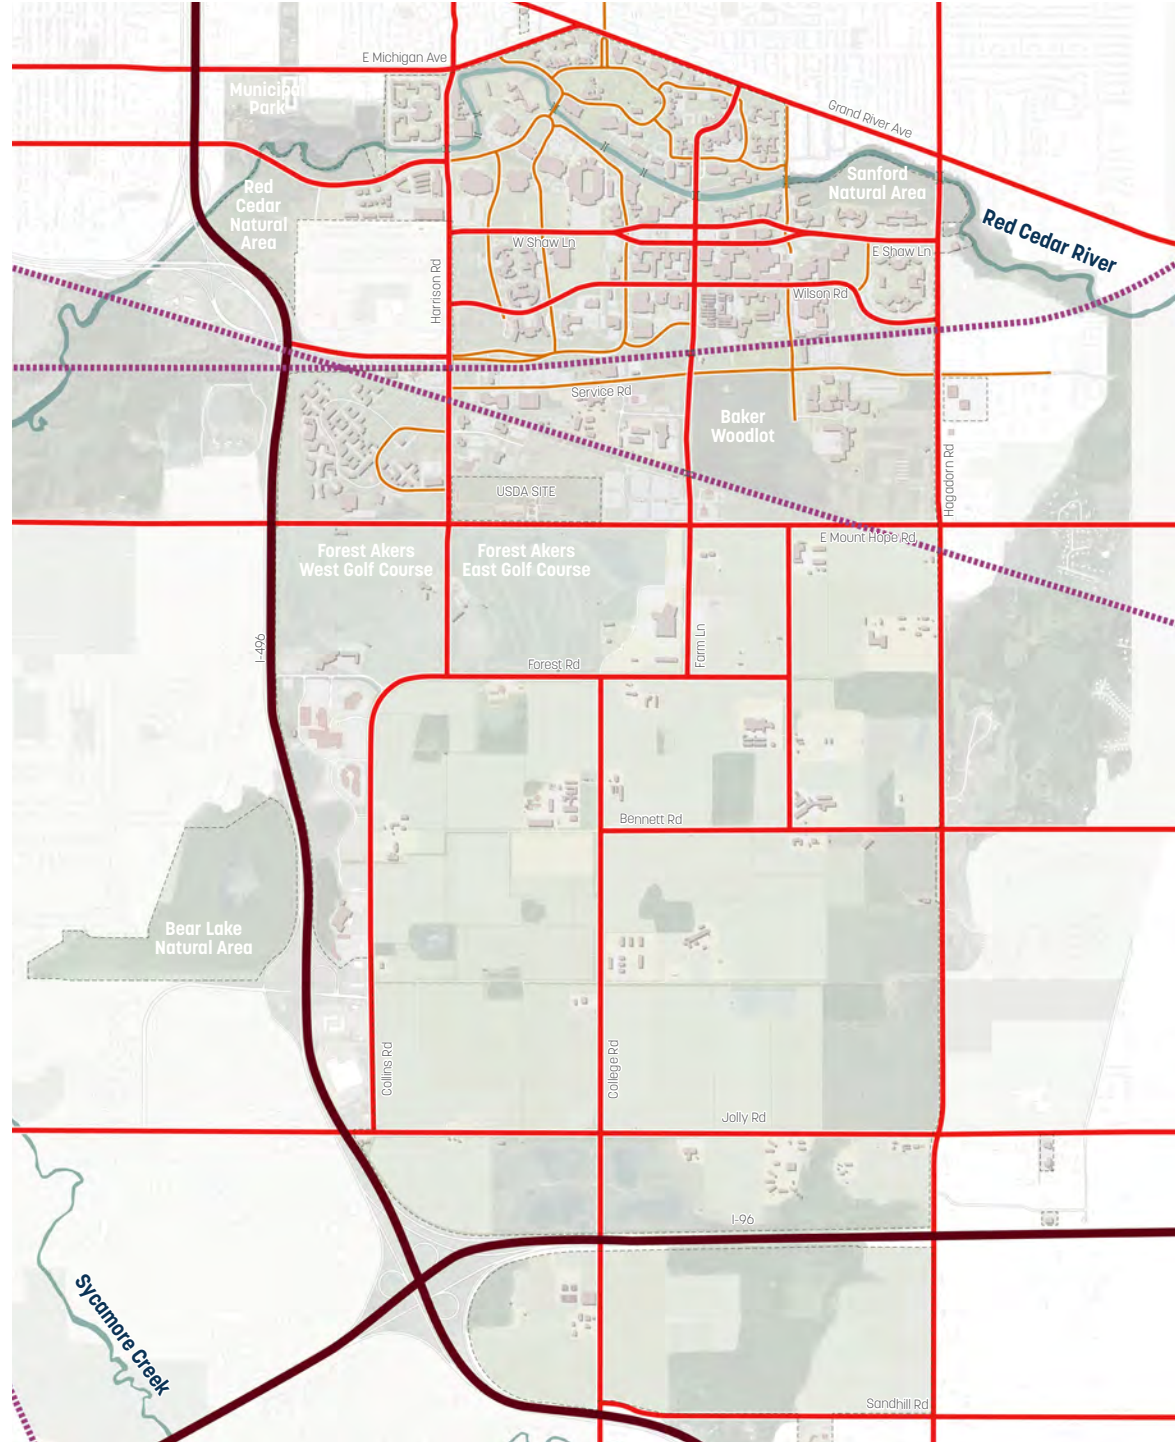 E Michigan Ave
Municipal
Park
Grand River Ave
Sanford
Natural Area
Red
Cedar
Natural
Area
Red Cedar River
W Shaw Ln
E Shaw Ln
Harrison Rd
Wilson Rd
Service Rd
Baker
Woodlot
Hagadorn Rd
USDA SITE
E Mount Hope Rd
Forest Akers
West Golf Course
Forest Akers
East Golf Course
I-496
Farm Ln
Forest Rd
Bennett Rd
Bear Lake
Natural Area
Collins Rd
College Rd
Jolly Rd
I-96
Sycamore Creek
Sandhill Rd